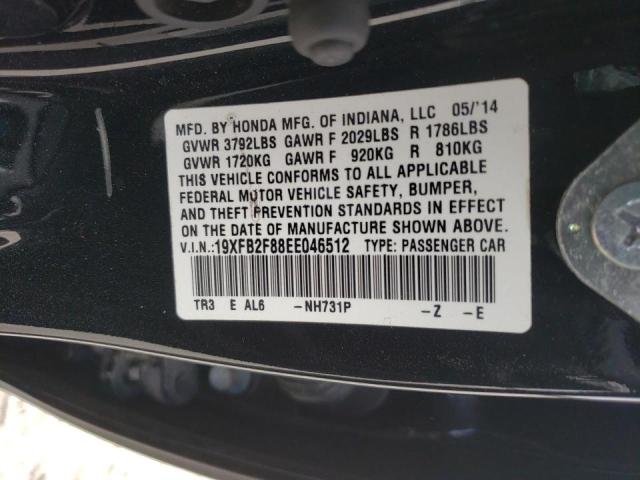 MFD. BY HONDA MFG. OF INDIANA, LLC 05/'14
GVWR 3792LBS GAWR F 2029LBS R 1786LBS
GVWR 1720KG GAWR F 920KG R 810KG
THIS VEHICLE CONFORMS TO ALL APPLICABLE
FEDERAL MOTOR VEHICLE SAFETY, BUMPER,
AND THEFT PREVENTION STANDARDS IN EFFECT
ON THE DATE OF MANUFACTURE SHOWN ABOVE.
V.I.N.:19XFB2F88EE046512 TYPE: PASSENGER CAR
TR3 E AL6 -NH731P -Z -E